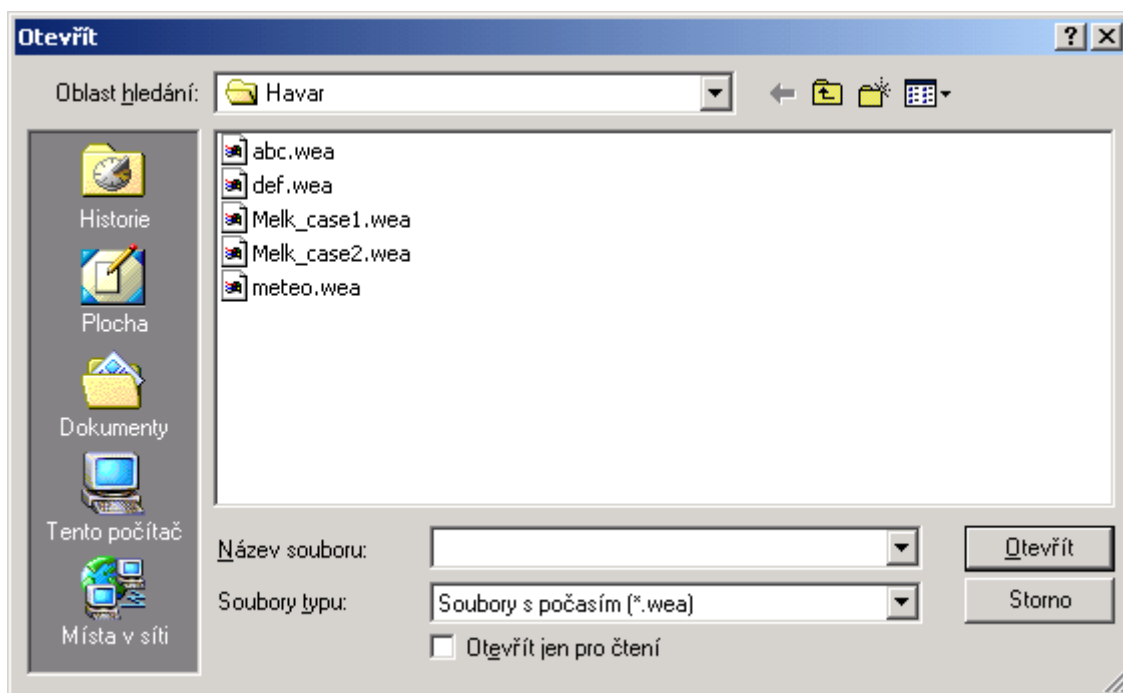 Otevřít
Oblast hledání: Havar
Historie
Plocha
Dokumenty
Tento počítač
Místa v síti
abc.wea
def.wea
Melk_case1.wea
Melk_case2.wea
meteo.wea
Název souboru: Otevřít
Soubory typu: Soubory s počasím (*.wea) Storno
Otevřít jen pro čtení